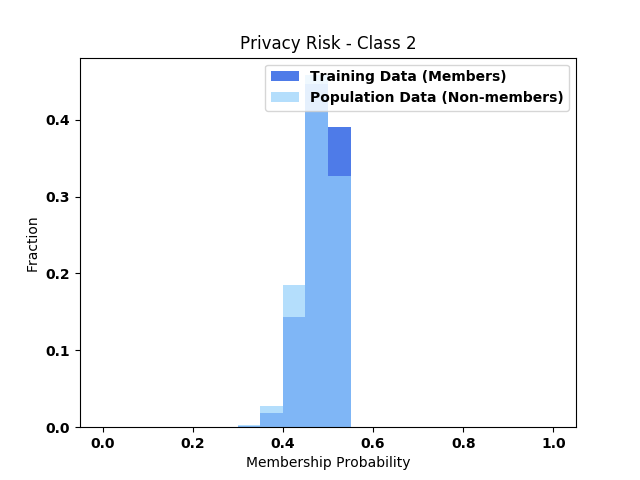 Privacy Risk - Class 2
Training Data (Members)
Population Data (Non-members)
0.4
0.3
0.2
0.1
0.0
Fraction
0.0 0.2 0.4 0.6 0.8 1.0
Membership Probability